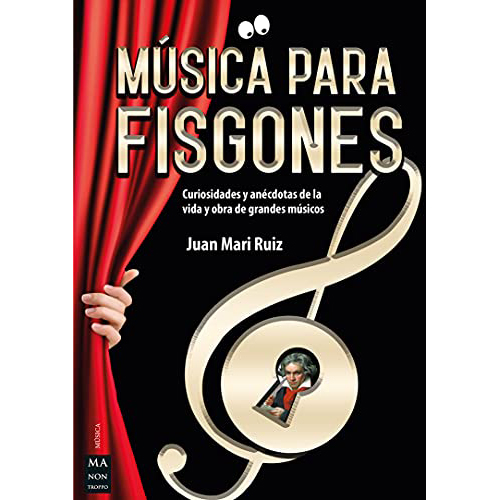 MÚSICA PARA
FISGONES
Curiosidades y anécdotas de la
vida y obra de grandes músicos
Juan Mari Ruiz
MÚSICA
MA
NON
TROPPO